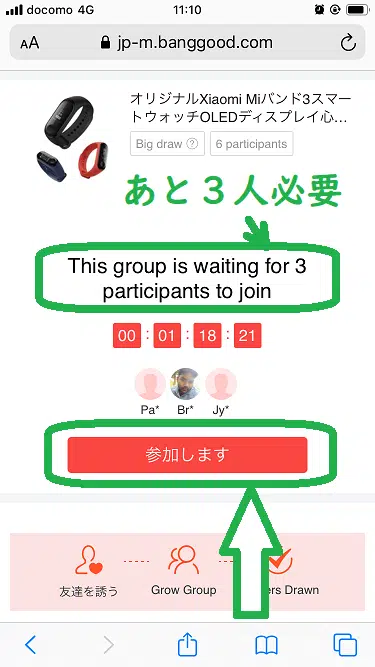 docomo 4G 11:10
AA jp-m.banggood.com
オリジナルXiaomi Miバンド3スマー
トウォッチOLEDディスプレイ心...
Big draw ? 6 participants
あと3人必要
This group is waiting for 3
participants to join
00 : 01 : 18 : 21
Pa* Br* Jy*
参加します
友達を誘う Grow Group ers Drawn